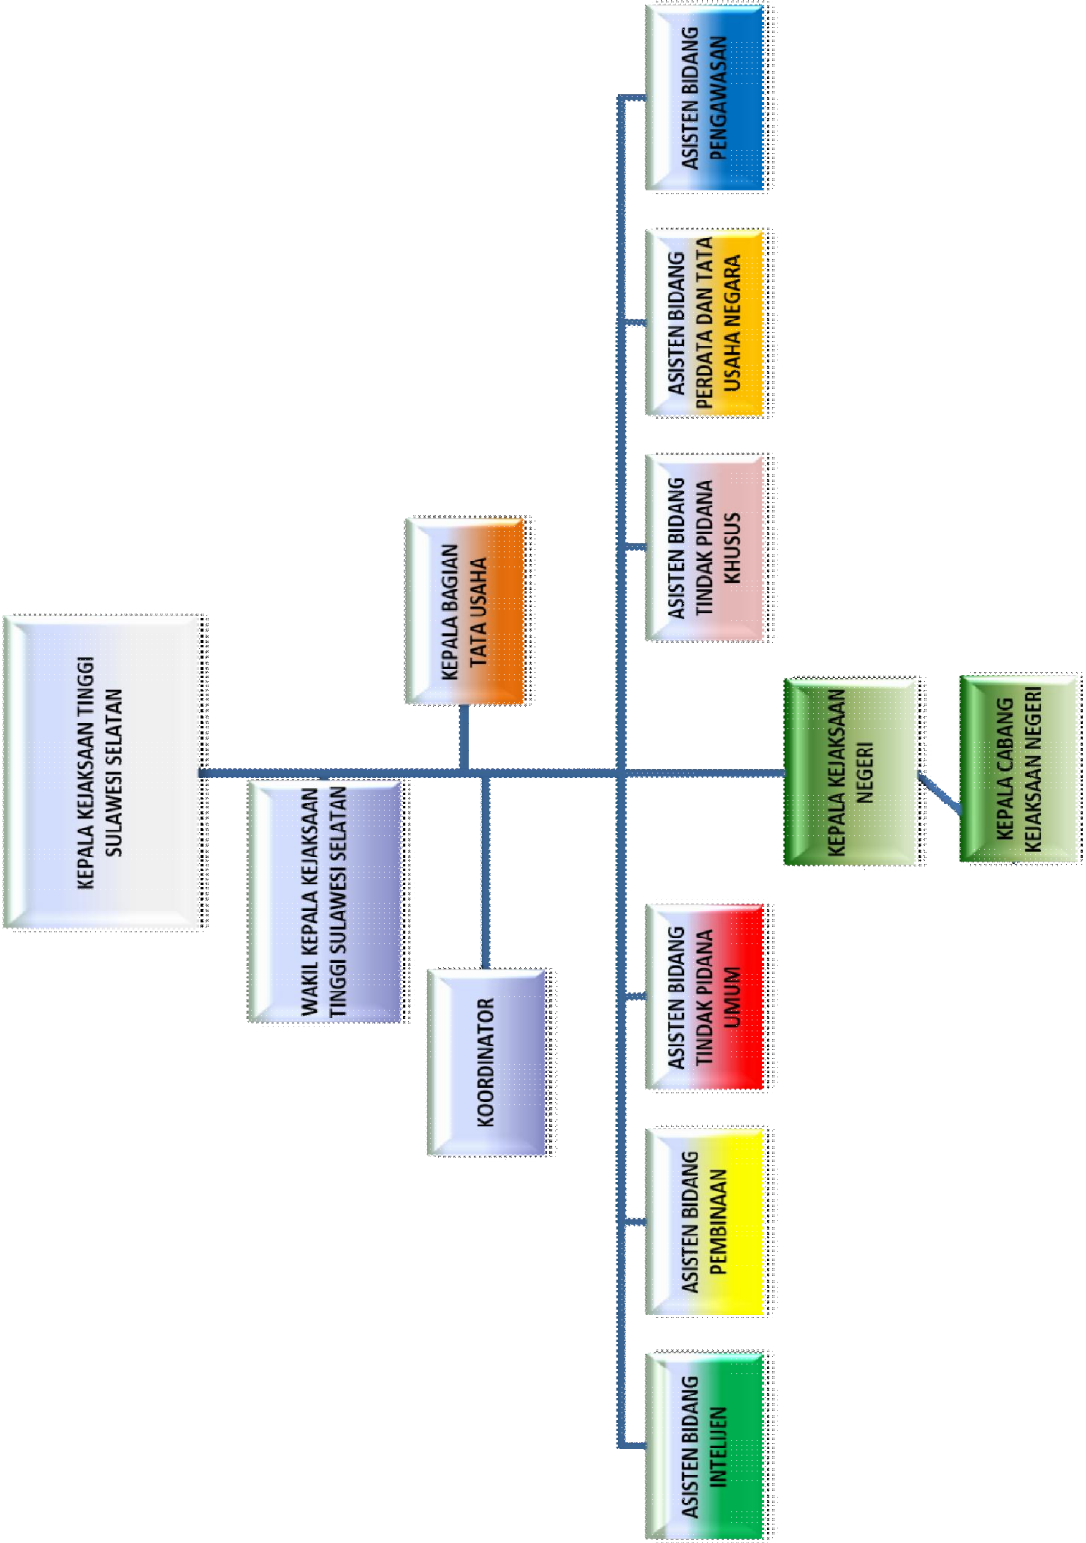 KEPALA KEJAKSAAN TINGGI
SULAWESI SELATAN
WAKIL KEPALA KEJAKSAAN
TINGGI SULAWESI SELATAN
KEPALA BAGIAN
TATA USAHA
KOORDINATOR
ASISTEN BIDANG
INTELIJEN
ASISTEN BIDANG
PEMBINAAN
ASISTEN BIDANG
TINDAK PIDANA
UMUM
ASISTEN BIDANG
TINDAK PIDANA
KHUSUS
ASISTEN BIDANG
PERDATA DAN TATA
USAHA NEGARA
ASISTEN BIDANG
PENGAWASAN
KEPALA KEJAKSAAN
NEGERI
KEPALA CABANG
KEJAKSAAN NEGERI